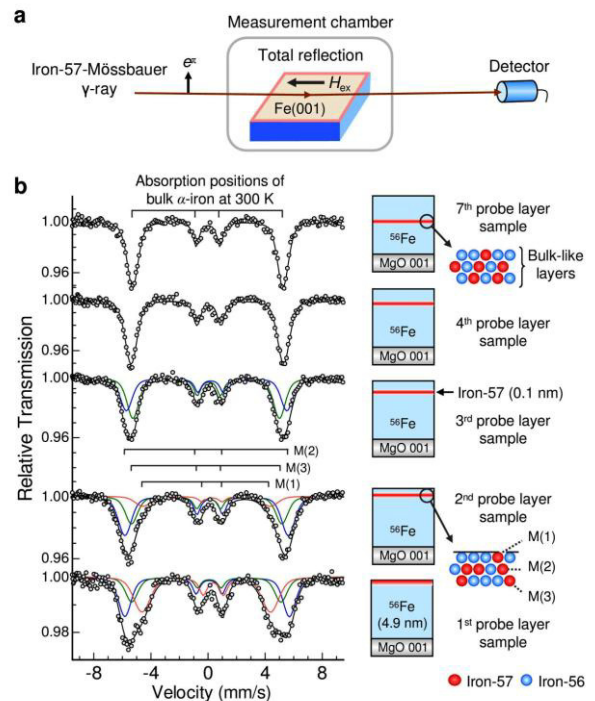 a
Measurement chamber
Total reflection
Iron-57-Mössbauer
γ-ray
eπ
Hex
Fe(001)
Detector
b
Absorption positions of
bulk α-iron at 300 K
1.00
0.96
1.00
0.96
1.00
0.96
1.00
0.96
1.00
0.98
Relative Transmission
M(2)
M(3)
M(1)
-8
-4
0
4
8
Velocity (mm/s)
56Fe
MgO 001
7th probe layer
sample
Bulk-like
layers
56Fe
MgO 001
4th probe layer
sample
56Fe
MgO 001
Iron-57 (0.1 nm)
3rd probe layer
sample
56Fe
MgO 001
2nd probe layer
sample
M(1)
M(2)
M(3)
56Fe
(4.9 nm)
MgO 001
1st probe layer
sample
Iron-57
Iron-56